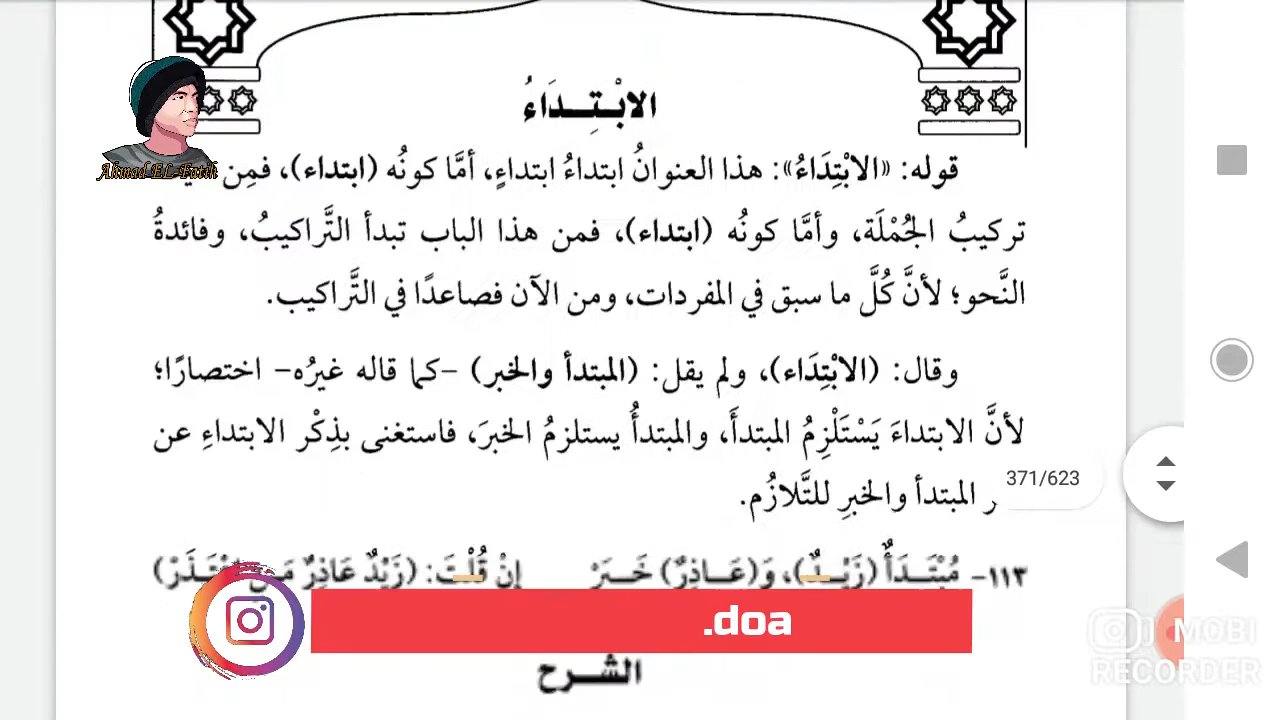 الابْتِدَاءُ
Ahmad EL-Fatih
قوله: «الابْتِدَاءُ»: هذا العنوانُ ابتداءُ ابتداءٍ، أمَّا كونُه (ابتداء)، فمِن
تركيبُ الجُمْلَة، وأمَّا كونُه (ابتداء)، فمن هذا الباب تبدأ التَّراكيبُ، وفائدةُ
النَّحو؛ لأنَّ كُلَّ ما سبق في المفردات، ومن الآن فصاعدًا في التَّراكيب.
وقال: (الابْتِدَاء)، ولم يقل: (المبتدأ والخبر) -كما قاله غيرُه- اختصارًا؛
لأنَّ الابتداءَ يَسْتَلْزِمُ المبتدأَ، والمبتدأُ يستلزمُ الخبرَ، فاستغنى بذِكْر الابتداءِ عن
المبتدأ والخبرِ للتَّلازُم.
371/623
١١٣- مُبْتَدَأٌ (زَيْدٌ)، وَ(عَاذِرٌ) خَبَرْ إنْ قُلْتَ: (زَيْدٌ عَاذِرٌ مَنِ اعْتَذَرْ)
.doa
الشرح
MOBI
RECORDER